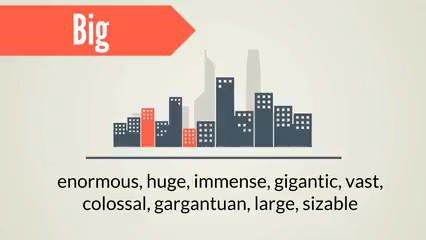 Big
enormous, huge, immense, gigantic, vast,
colossal, gargantuan, large, sizable